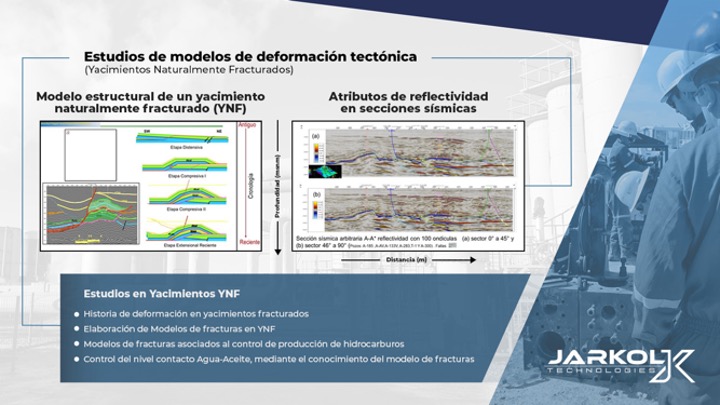 Estudios de modelos de deformación tectónica
(Yacimientos Naturalmente Fracturados)
Modelo estructural de un yacimiento
naturalmente fracturado (YNF)
SW
NE
Antiguo
Etapa Distensiva
Etapa Compresiva I
Etapa Compresiva II
Etapa Extensional Reciente
Cronología
Reciente
Profundidad (msnm)
Atributos de reflectividad
en secciones sísmicas
(a)
(b)
Sección sísmica arbitraria A-A" reflectividad con 100 ondículas (a) sector 0° a 45° y
(b) sector 46° a 90°
Distancia (m)
Estudios en Yacimientos YNF
Historia de deformación en yacimientos fracturados
Elaboración de Modelos de fracturas en YNF
Modelos de fracturas asociados al control de producción de hidrocarburos
Control del nivel contacto Agua-Aceite, mediante el conocimiento del modelo de fracturas
JARKOL
TECHNOLOGIES